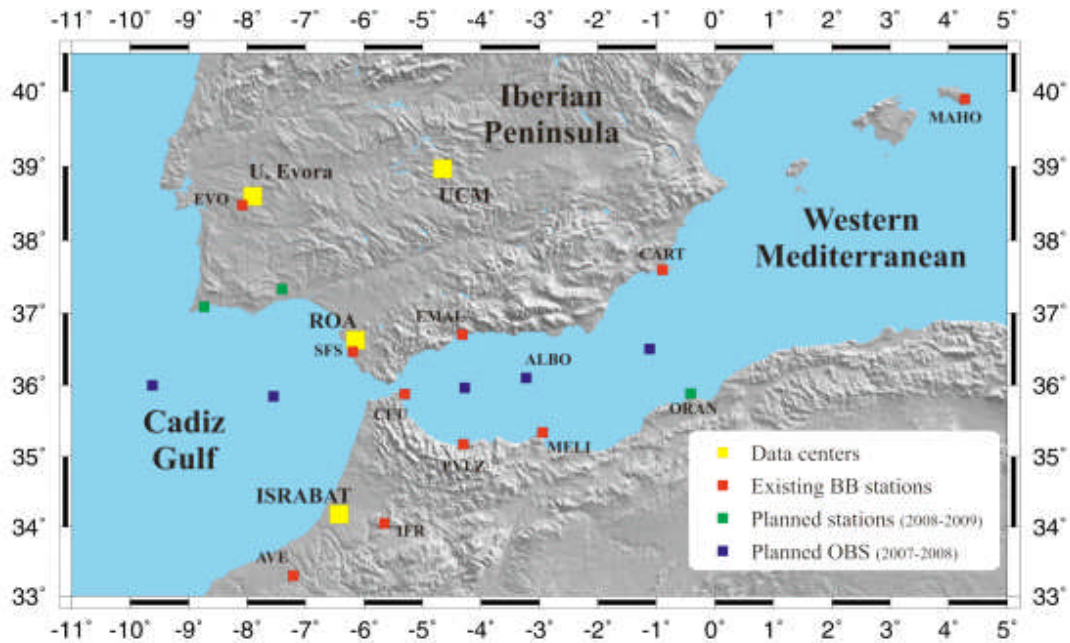 -11° -10° -9° -8° -7° -6° -5° -4° -3° -2° -1° 0° 1° 2° 3° 4° 5°
40° 40°
39° 39°
38° 38°
37° 37°
36° 36°
35° 35°
34° 34°
33° 33°
Iberian
Peninsula
MAHO
U. Evora
EVO
UCM
Western
Mediterranean
CART
ROA
SFS
EMAL
ALBO
CEU
ORAN
Cadiz
Gulf
MELI
PVLZ
ISRABAT
IFR
AVE
Data centers
Existing BB stations
Planned stations (2008-2009)
Planned OBS (2007-2008)
-11° -10° -9° -8° -7° -6° -5° -4° -3° -2° -1° 0° 1° 2° 3° 4° 5°